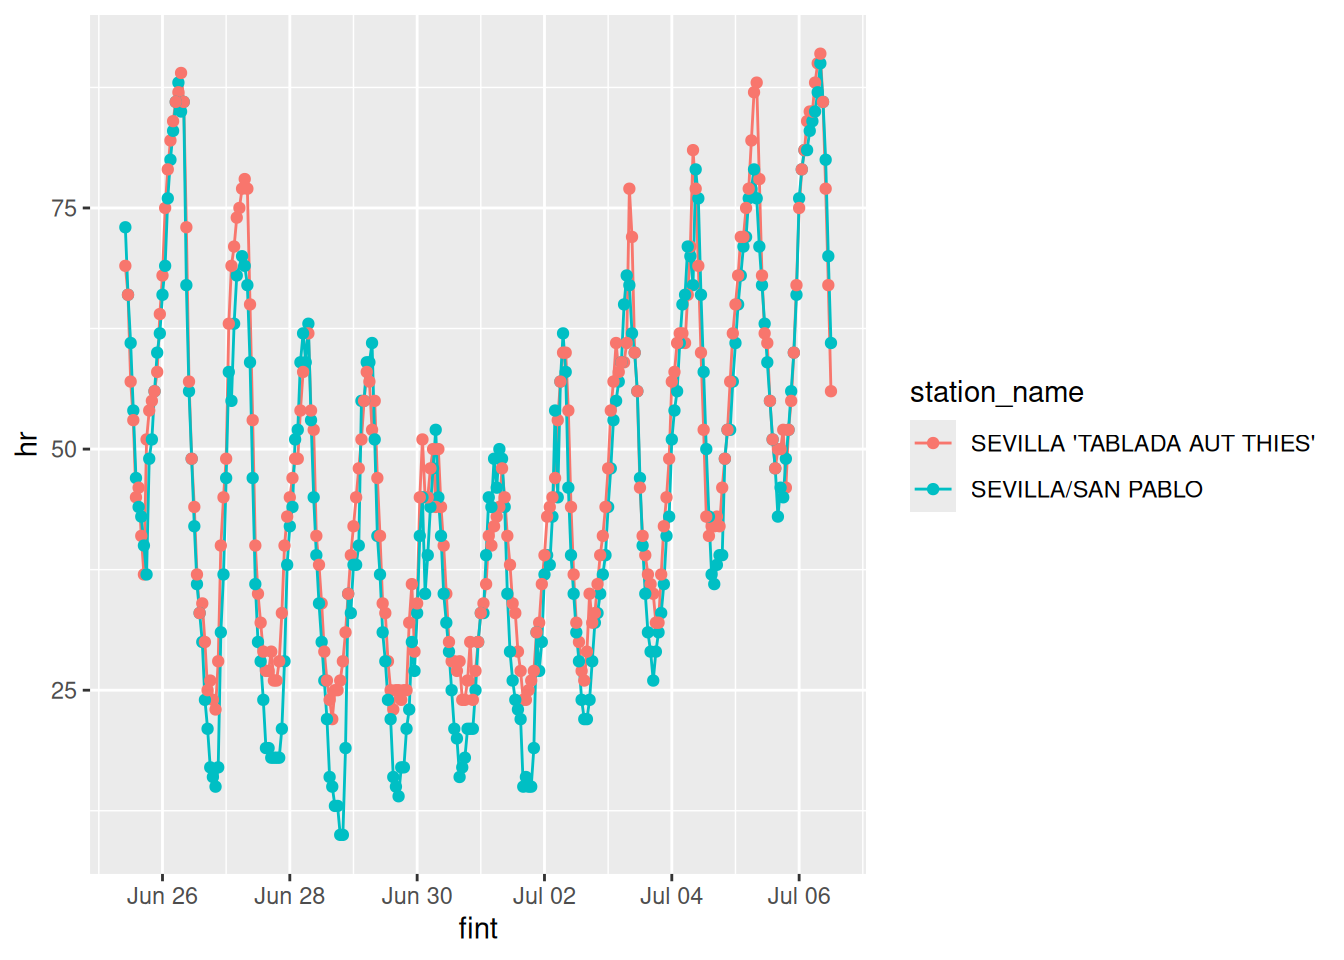 75
50
25
hr
Jun 26
Jun 28
Jun 30
Jul 02
Jul 04
Jul 06
fint
station_name
SEVILLA 'TABLADA AUT THIES'
SEVILLA/SAN PABLO